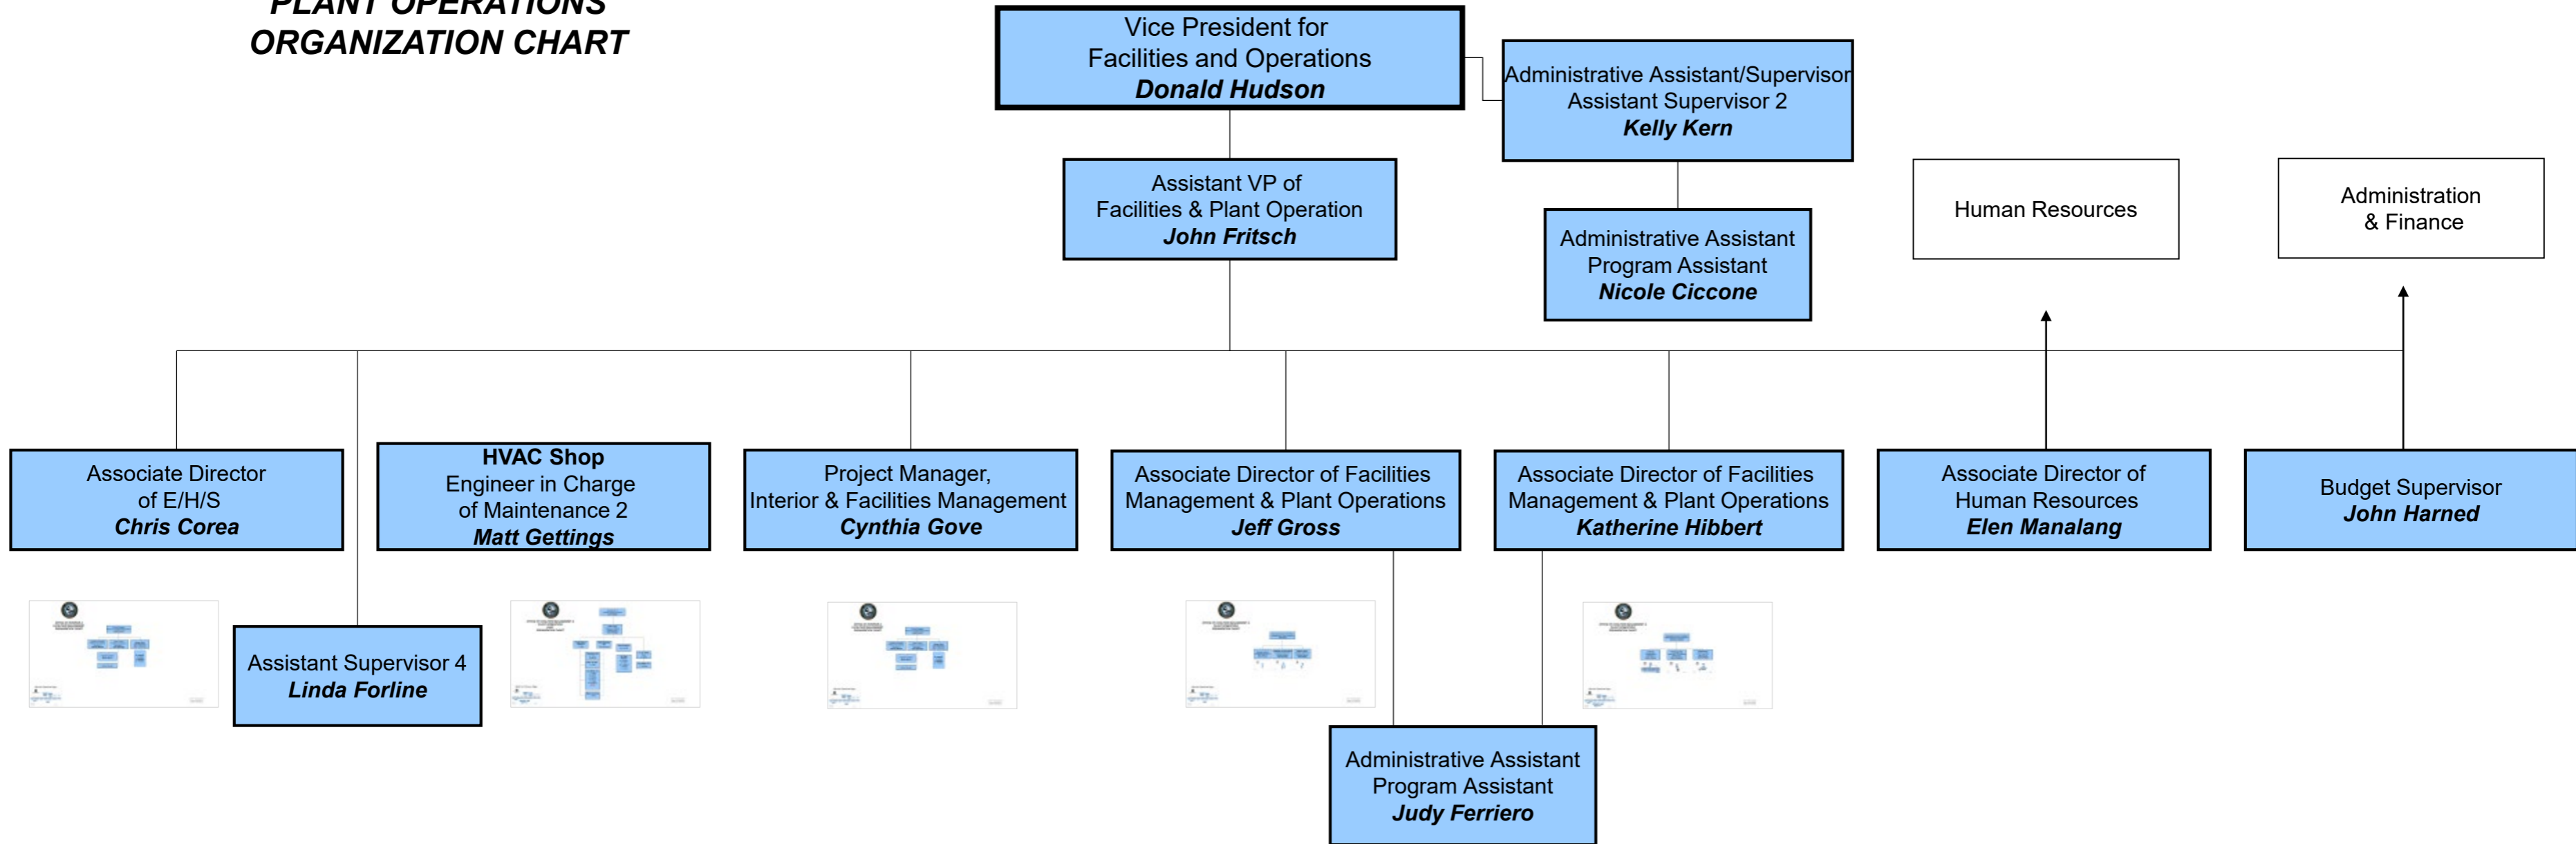 PLANT OPERATIONS
ORGANIZATION CHART
Vice President for
Facilities and Operations
Donald Hudson
Administrative Assistant/Supervisor
Assistant Supervisor 2
Kelly Kern
Assistant VP of
Facilities & Plant Operation
John Fritsch
Administrative Assistant
Program Assistant
Nicole Ciccone
Human Resources
Administration
& Finance
Associate Director
of E/H/S
Chris Corea
HVAC Shop
Engineer in Charge
of Maintenance 2
Matt Gettings
Project Manager,
Interior & Facilities Management
Cynthia Gove
Associate Director of Facilities
Management & Plant Operations
Jeff Gross
Associate Director of Facilities
Management & Plant Operations
Katherine Hibbert
Associate Director of
Human Resources
Elen Manalang
Budget Supervisor
John Harned
Assistant Supervisor 4
Linda Forline
Administrative Assistant
Program Assistant
Judy Ferriero